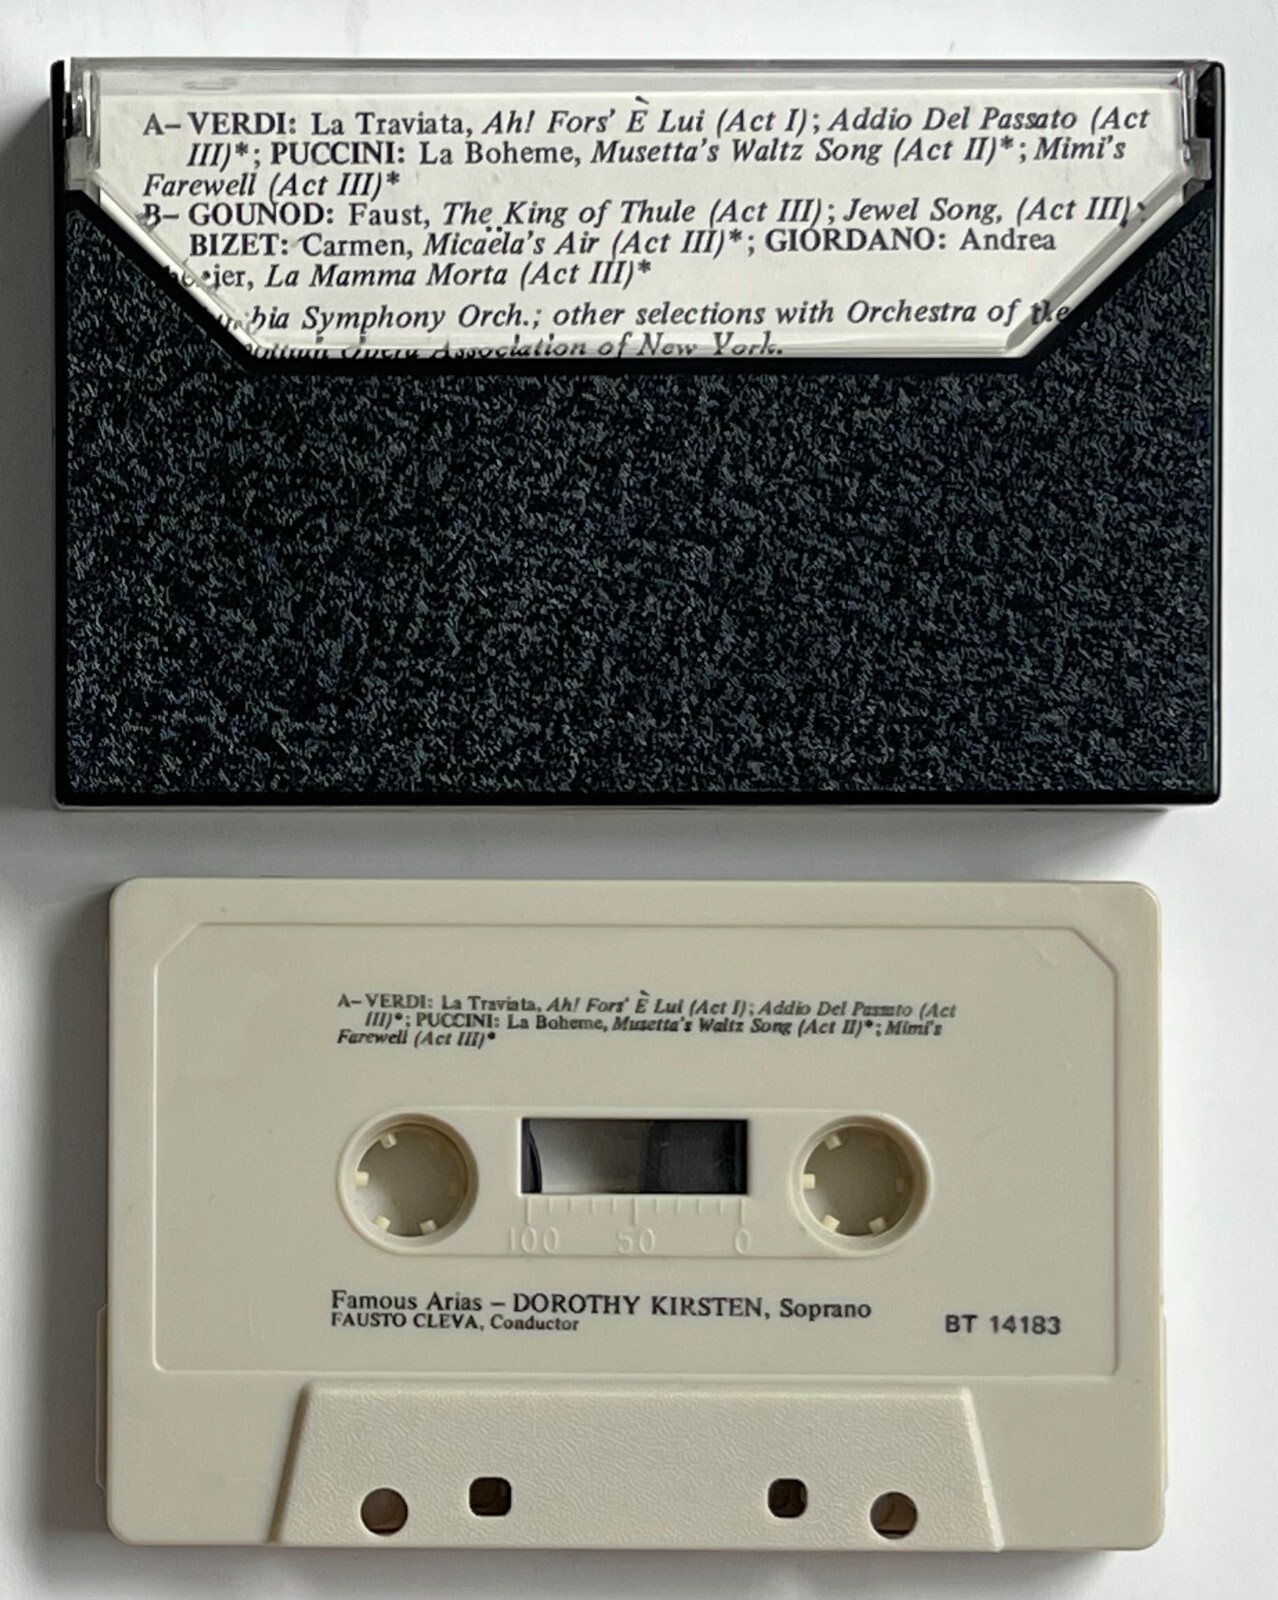 A– VERDI: La Traviata, Ah! Fors' È Lui (Act I); Addio Del Passato (Act
III)*; PUCCINI: La Boheme, Musetta's Waltz Song (Act II)*; Mimi's
Farewell (Act III)*
B– GOUNOD: Faust, The King of Thule (Act III); Jewel Song, (Act III);
BIZET: Carmen, Micaëla's Air (Act III)*; GIORDANO: Andrea
La Mamma Morta (Act III)*
Symphony Orch.; other selections with Orchestra of the
Opera Association of New York.
A– VERDI: La Traviata, Ah! Fors' È Lui (Act I); Addio Del Passato (Act
III)*; PUCCINI: La Boheme, Musetta's Waltz Song (Act II)*; Mimi's
Farewell (Act III)*
100 50 0
Famous Arias – DOROTHY KIRSTEN, Soprano
FAUSTO CLEVA, Conductor
BT 14183